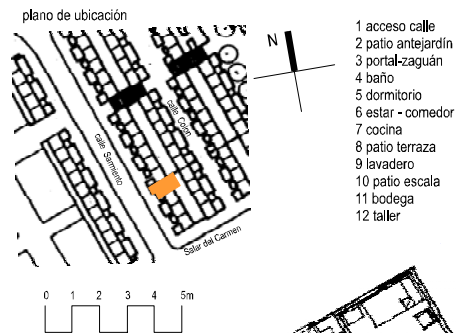 plano de ubicación
N
1 acceso calle
2 patio antejardín
3 portal-zaguán
4 baño
5 dormitorio
6 estar - comedor
7 cocina
8 patio terraza
9 lavadero
10 patio escala
11 bodega
12 taller
calle Colon
calle Sarmiento
Salar del Carmen
0 1 2 3 4 5m